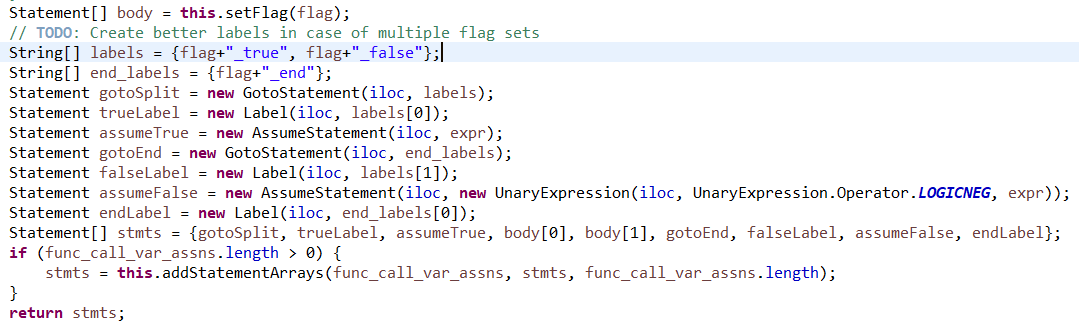 Statement[] body = this.setFlag(flag);
// TODO: Create better labels in case of multiple flag sets
String[] labels = {flag+"_true", flag+"_false"};
String[] end_labels = {flag+"_end"};
Statement gotoSplit = new GotoStatement(iloc, labels);
Statement trueLabel = new Label(iloc, labels[0]);
Statement assumeTrue = new AssumeStatement(iloc, expr);
Statement gotoEnd = new GotoStatement(iloc, end_labels);
Statement falseLabel = new Label(iloc, labels[1]);
Statement assumeFalse = new AssumeStatement(iloc, new UnaryExpression(iloc, UnaryExpression.Operator.LOGICNEG, expr));
Statement endLabel = new Label(iloc, end_labels[0]);
Statement[] stmts = {gotoSplit, trueLabel, assumeTrue, body[0], body[1], gotoEnd, falseLabel, assumeFalse, endLabel};
if (func_call_var_assns.length > 0) {
    stmts = this.addStatementArrays(func_call_var_assns, stmts, func_call_var_assns.length);
}
return stmts;